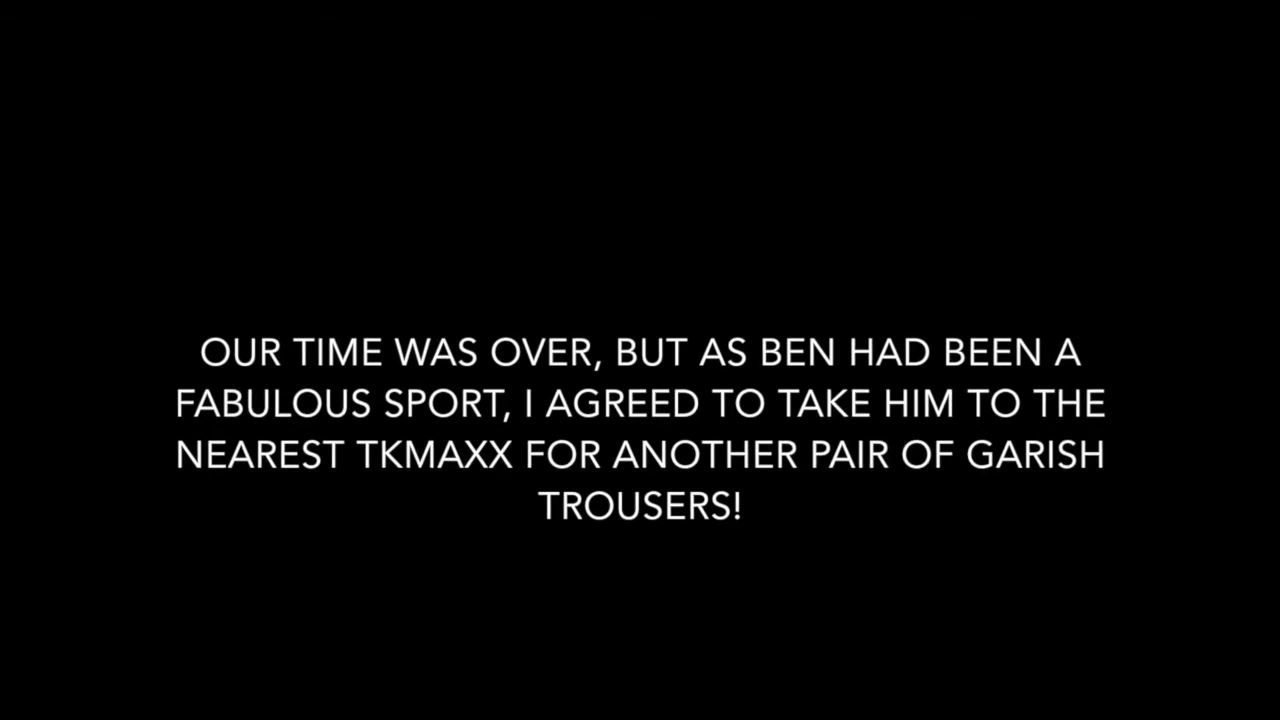 OUR TIME WAS OVER, BUT AS BEN HAD BEEN A
FABULOUS SPORT, I AGREED TO TAKE HIM TO THE
NEAREST TKMAXX FOR ANOTHER PAIR OF GARISH
TROUSERS!